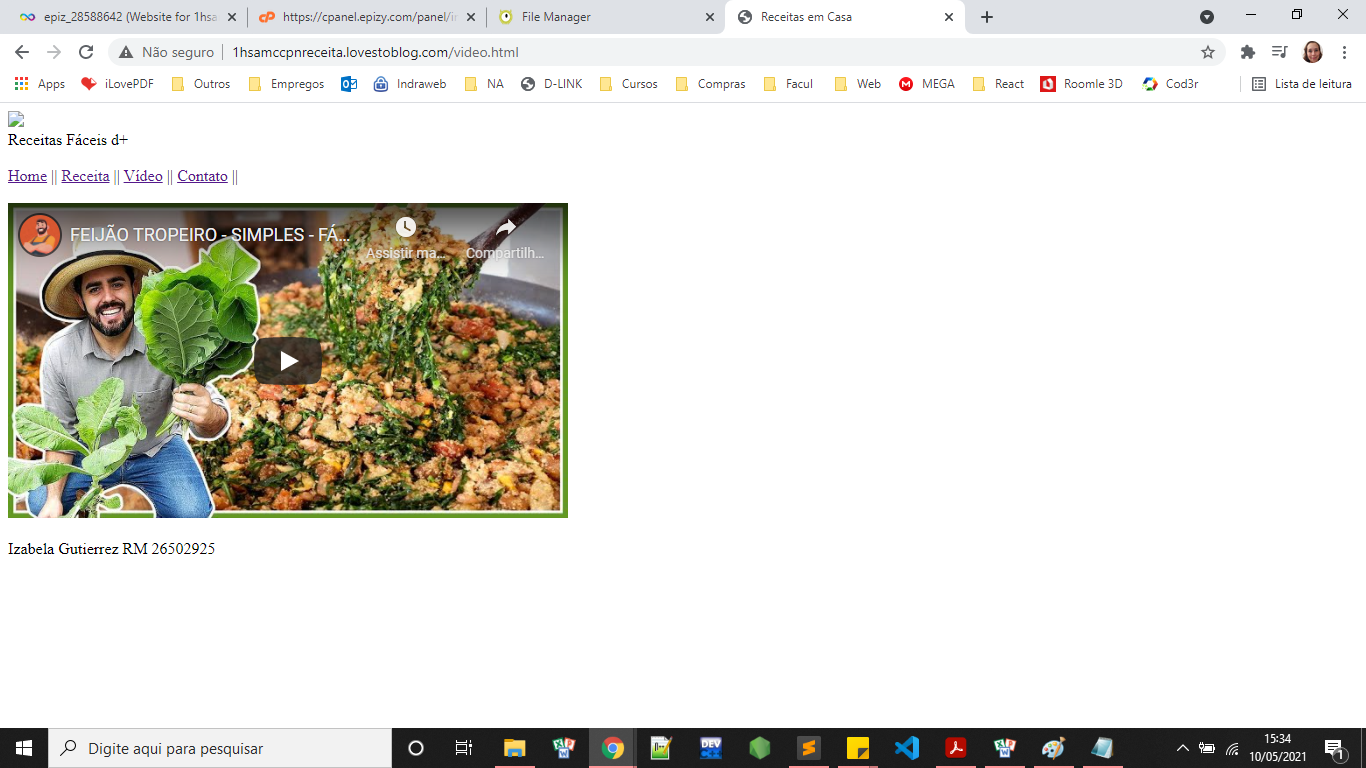 epiz_28588642 (Website for 1hsa
https://cpanel.epizy.com/panel/in
File Manager
Receitas em Casa
Não seguro
1hsamccpnreceita.lovestoblog.com/video.html
Apps iLovePDF Outros Empregos Indraweb NA D-LINK Cursos Compras Facul Web MEGA React Roomle 3D Cod3r Lista de leitura
Receitas Fáceis d+
Home || Receita || Vídeo || Contato ||
FEIJÃO TROPEIRO - SIMPLES - FÁ...
Assistir ma... Compartilh...
Izabela Gutierrez RM 26502925
Digite aqui para pesquisar
DEV
15:34
10/05/2021
1